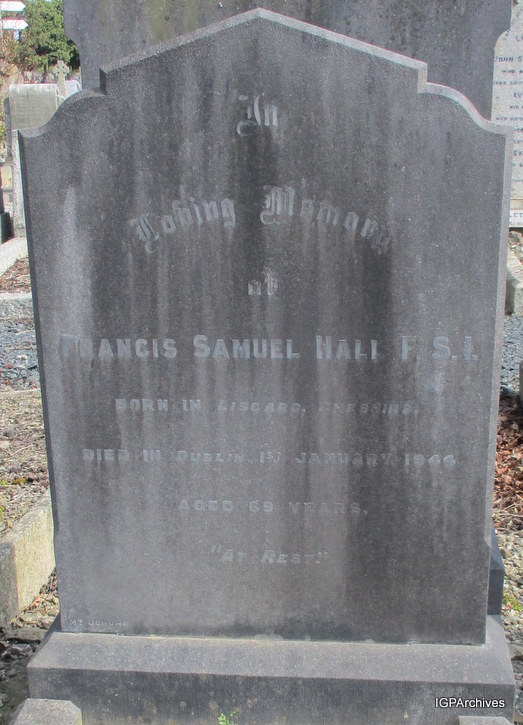 In
Loving Memory
of
FRANCIS SAMUEL HALL F.S.I.
BORN IN LISCARD, CHESHIRE.
DIED IN DUBLIN, 1ST JANUARY, 1944
AGED 69 YEARS.
"AT REST."
IGPArchives